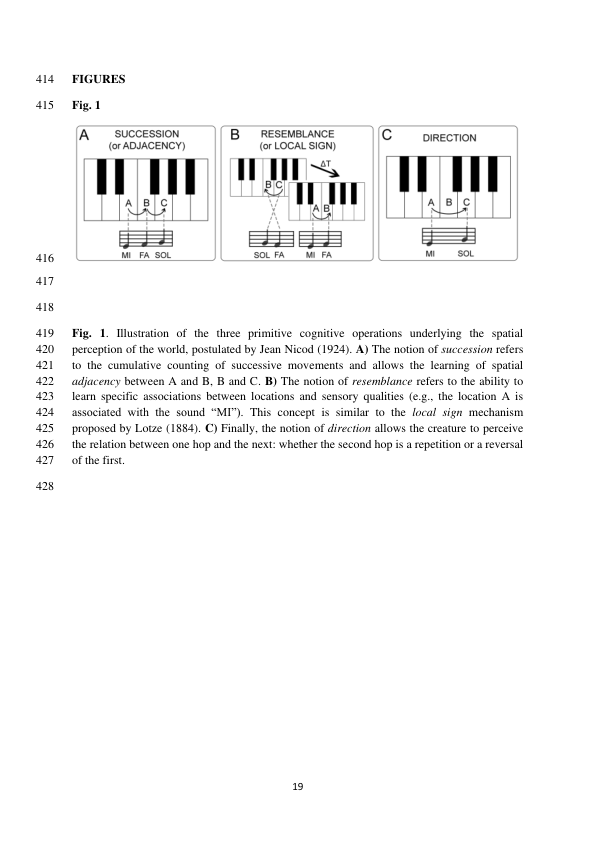 414 FIGURES
415 Fig. 1
A SUCCESSION (or ADJACENCY)
A B C
MI FA SOL
B RESEMBLANCE (or LOCAL SIGN)
ΔT
B C
A B
SOL FA MI FA
C DIRECTION
A B C
MI SOL
416
417
418
419 Fig. 1. Illustration of the three primitive cognitive operations underlying the spatial
420 perception of the world, postulated by Jean Nicod (1924). A) The notion of succession refers
421 to the cumulative counting of successive movements and allows the learning of spatial
422 adjacency between A and B, B and C. B) The notion of resemblance refers to the ability to
423 learn specific associations between locations and sensory qualities (e.g., the location A is
424 associated with the sound “MI”). This concept is similar to the local sign mechanism
425 proposed by Lotze (1884). C) Finally, the notion of direction allows the creature to perceive
426 the relation between one hop and the next: whether the second hop is a repetition or a reversal
427 of the first.
428
19